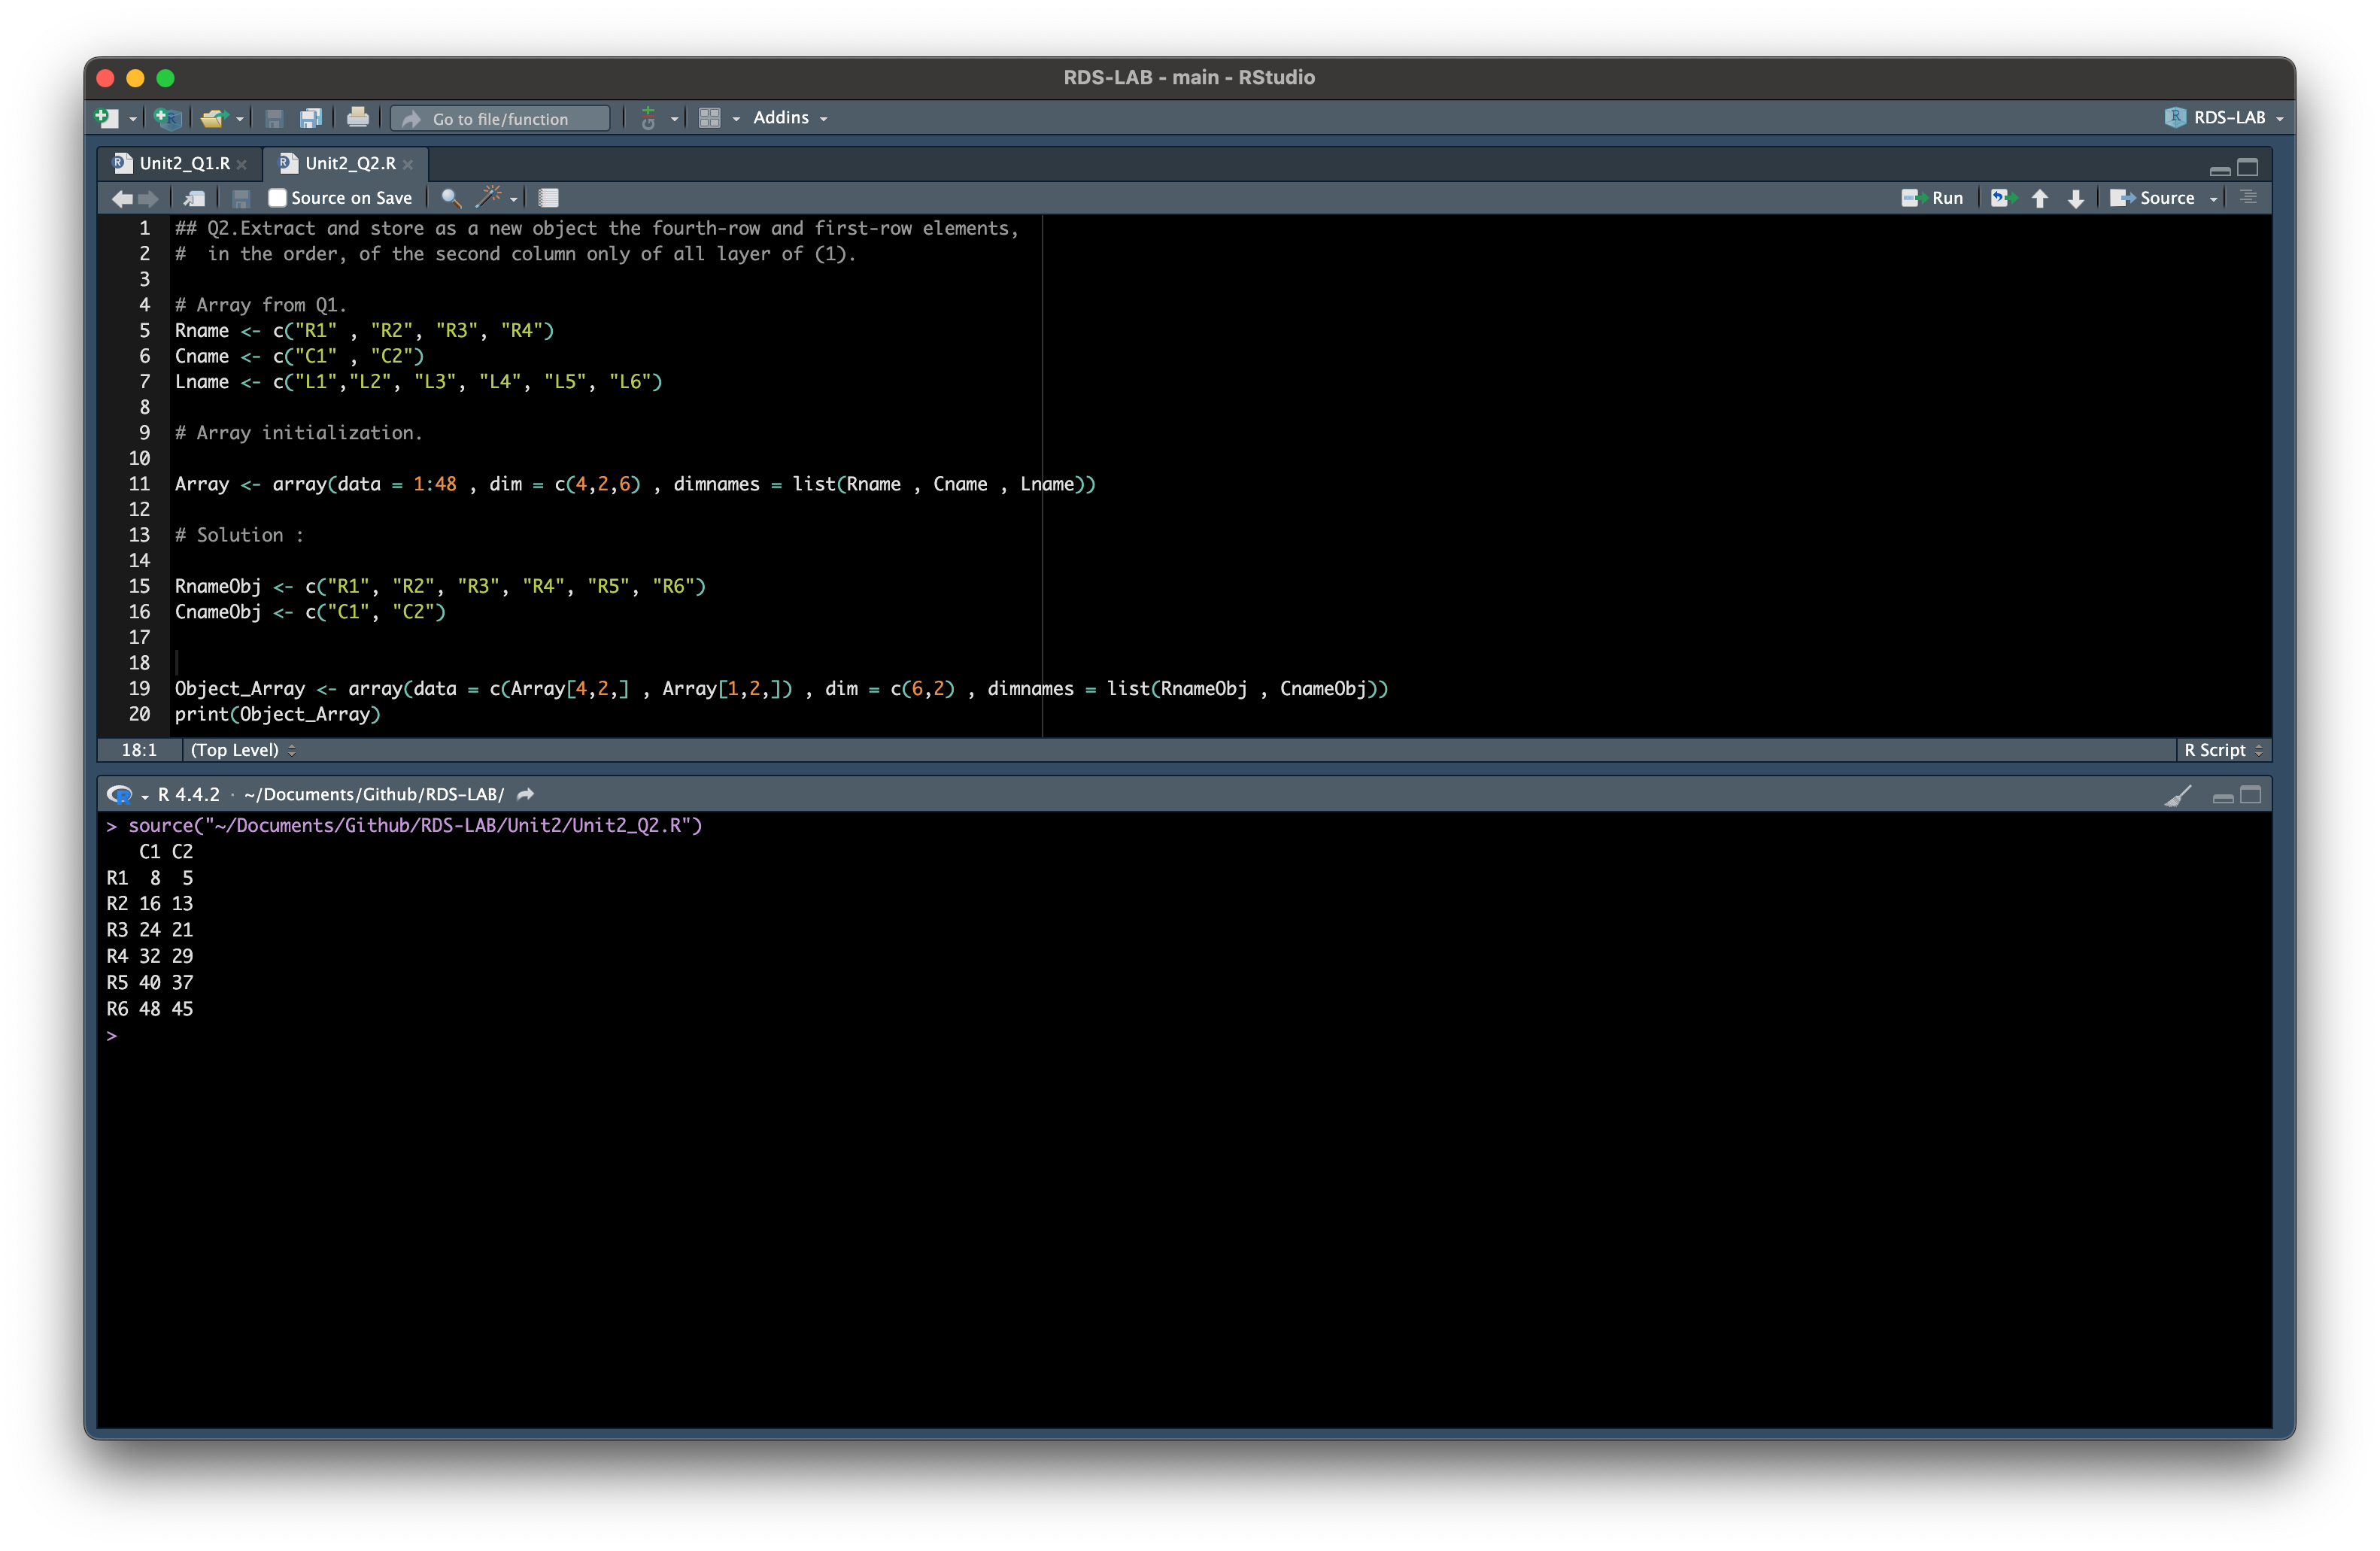 RDS-LAB - main - RStudio
Go to file/function
Addins
RDS-LAB
Unit2_Q1.R
Unit2_Q2.R
Source on Save
Run
Source
1 ## Q2.Extract and store as a new object the fourth-row and first-row elements,
2 #  in the order, of the second column only of all layer of (1).
3
4 # Array from Q1.
5 Rname <- c("R1" , "R2", "R3", "R4")
6 Cname <- c("C1" , "C2")
7 Lname <- c("L1","L2", "L3", "L4", "L5", "L6")
8
9 # Array initialization.
10
11 Array <- array(data = 1:48 , dim = c(4,2,6) , dimnames = list(Rname , Cname , Lname))
12
13 # Solution :
14
15 RnameObj <- c("R1", "R2", "R3", "R4", "R5", "R6")
16 CnameObj <- c("C1", "C2")
17
18
19 Object_Array <- array(data = c(Array[4,2,] , Array[1,2,]) , dim = c(6,2) , dimnames = list(RnameObj , CnameObj))
20 print(Object_Array)
18:1 (Top Level) R Script
R 4.4.2 · ~/Documents/Github/RDS-LAB/
> source("~/Documents/Github/RDS-LAB/Unit2/Unit2_Q2.R")
   C1 C2
R1  8  5
R2 16 13
R3 24 21
R4 32 29
R5 40 37
R6 48 45
>